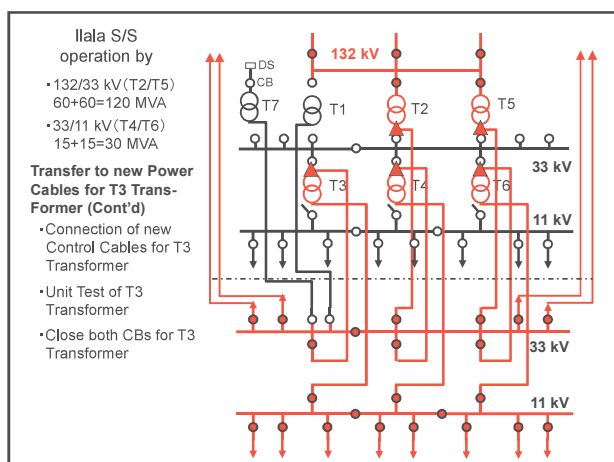 Ilala S/S
operation by
・132/33 kV(T2/T5)
60+60=120 MVA
・33/11 kV(T4/T6)
15+15=30 MVA
Transfer to new Power
Cables for T3 Trans-
Former (Cont'd)
・Connection of new
Control Cables for T3
Transformer
・Unit Test of T3
Transformer
・Close both CBs for T3
Transformer
132 kV
DS
CB
T7
T1
T2
T5
33 kV
T3
T4
T6
11 kV
33 kV
11 kV